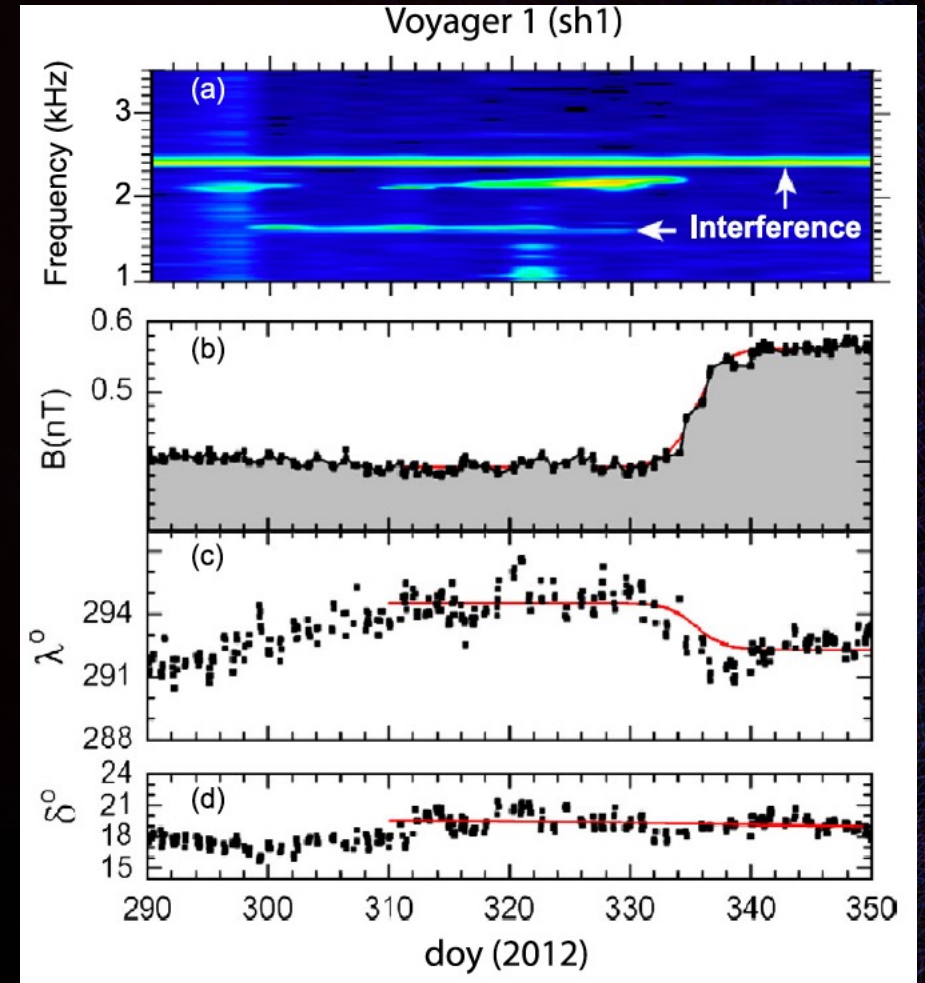 Voyager 1 (sh1)
(a)
Frequency (kHz)
3
2
1
Interference
(b)
B(nT)
0.6
0.5
(c)
λ°
294
291
288
(d)
δ°
24
21
18
15
290 300 310 320 330 340 350
doy (2012)